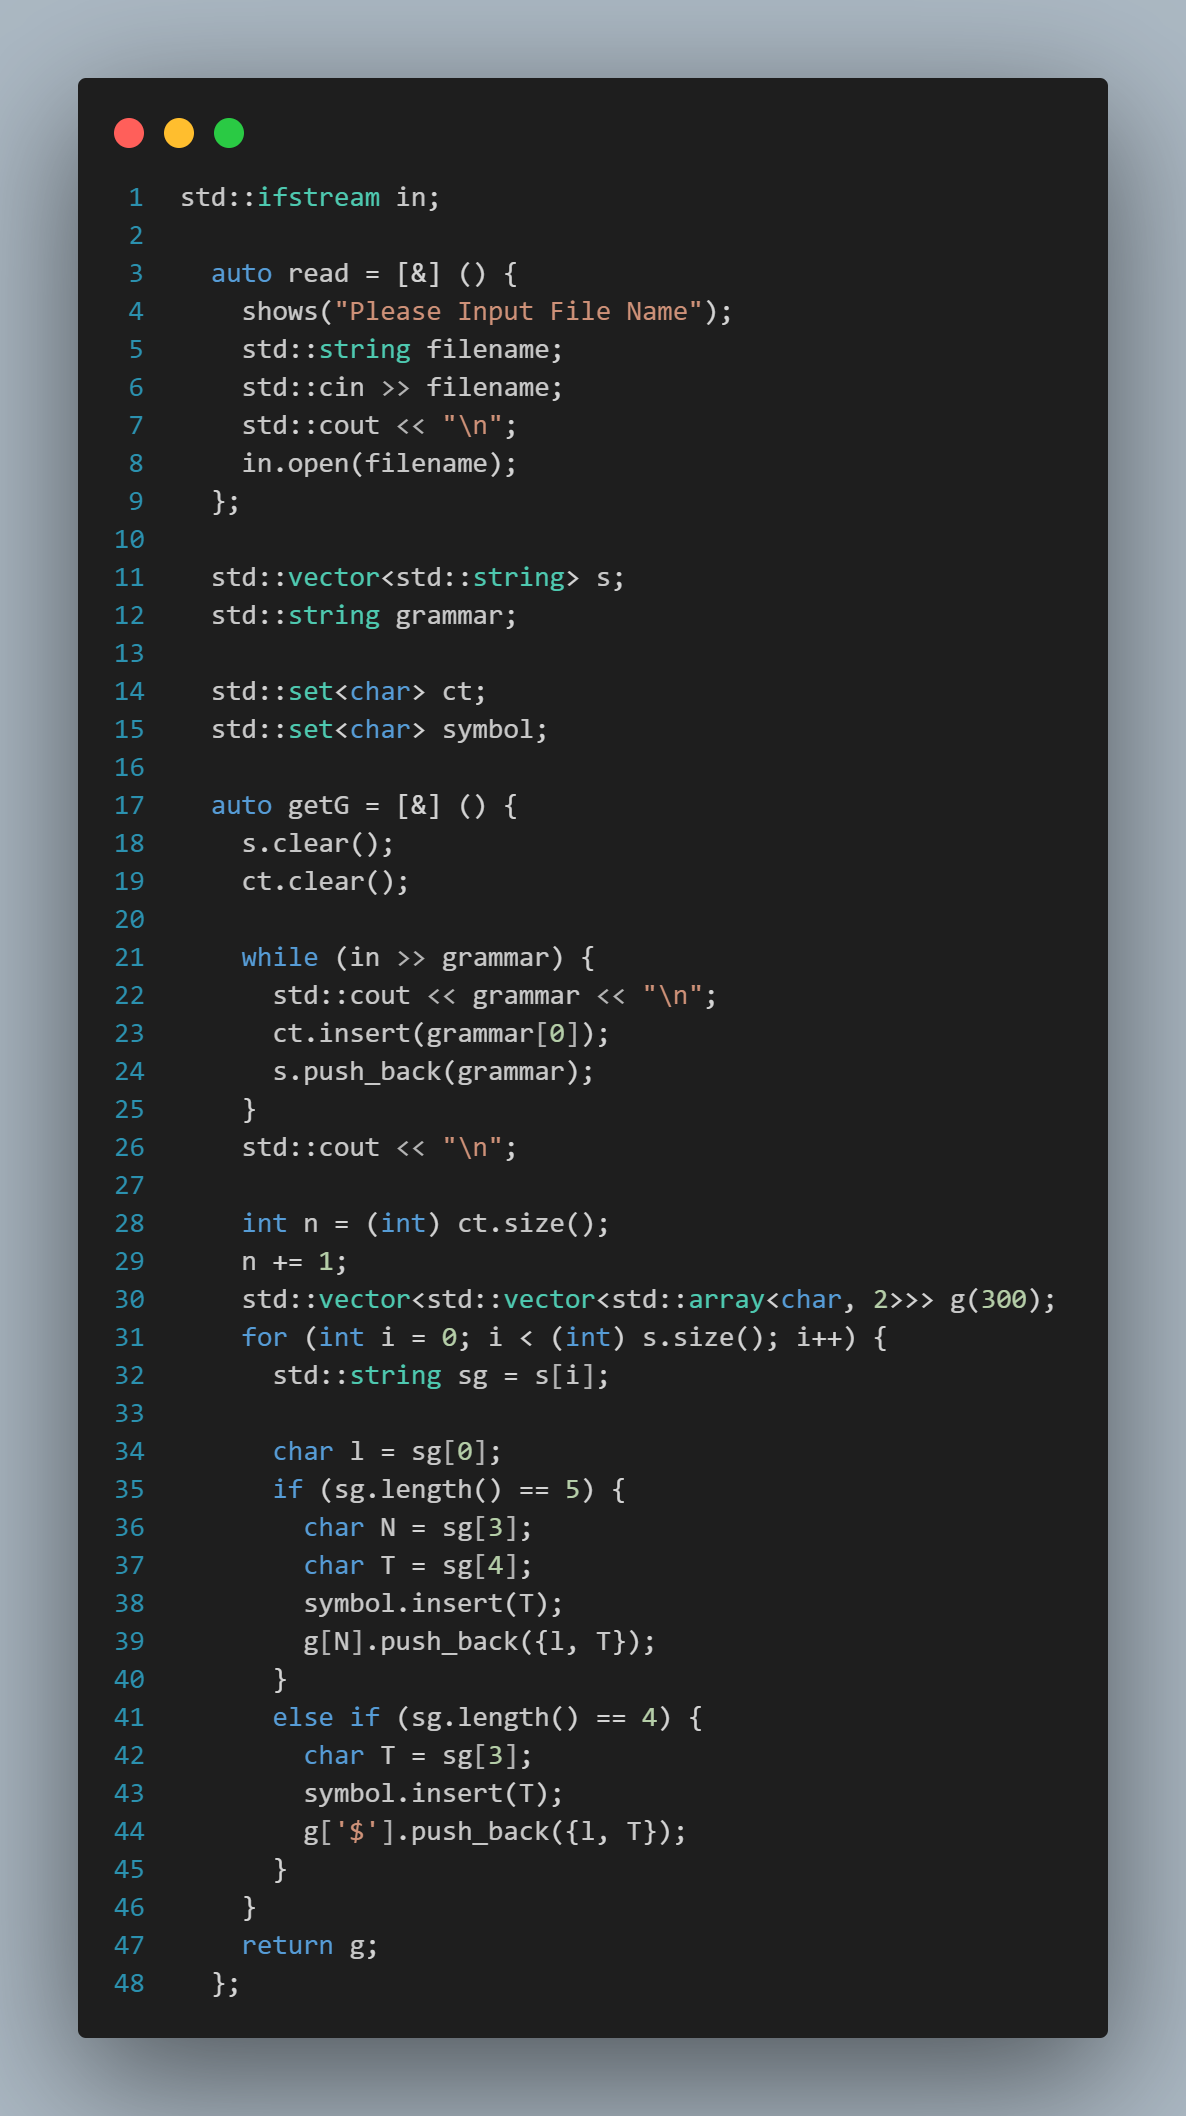 1 std::ifstream in;
2
3 auto read = [&] () {
4 shows("Please Input File Name");
5 std::string filename;
6 std::cin >> filename;
7 std::cout << "\n";
8 in.open(filename);
9 };
10
11 std::vector<std::string> s;
12 std::string grammar;
13
14 std::set<char> ct;
15 std::set<char> symbol;
16
17 auto getG = [&] () {
18 s.clear();
19 ct.clear();
20
21 while (in >> grammar) {
22 std::cout << grammar << "\n";
23 ct.insert(grammar[0]);
24 s.push_back(grammar);
25 }
26 std::cout << "\n";
27
28 int n = (int) ct.size();
29 n += 1;
30 std::vector<std::vector<std::array<char, 2>>> g(300);
31 for (int i = 0; i < (int) s.size(); i++) {
32 std::string sg = s[i];
33
34 char l = sg[0];
35 if (sg.length() == 5) {
36 char N = sg[3];
37 char T = sg[4];
38 symbol.insert(T);
39 g[N].push_back({l, T});
40 }
41 else if (sg.length() == 4) {
42 char T = sg[3];
43 symbol.insert(T);
44 g['$'].push_back({l, T});
45 }
46 }
47 return g;
48 };